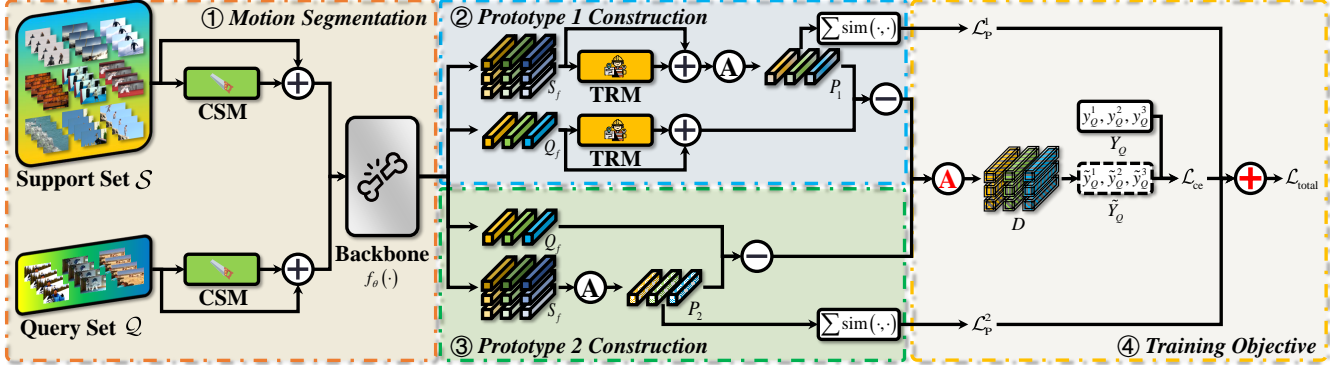 ① Motion Segmentation
CSM
Support Set 𝒮
CSM
Query Set 𝒬
Backbone
f_θ(·)
② Prototype 1 Construction
S_f
TRM
A
P_1
∑ sim(·,·)
Q_f
TRM
Q_f
S_f
A
P_2
∑ sim(·,·)
③ Prototype 2 Construction
ℒ_P^1
y_Q^1, y_Q^2, y_Q^3
Y_Q
A
D
ỹ_Q^1, ỹ_Q^2, ỹ_Q^3
Ỹ_Q
ℒ_ce
ℒ_total
ℒ_P^2
④ Training Objective